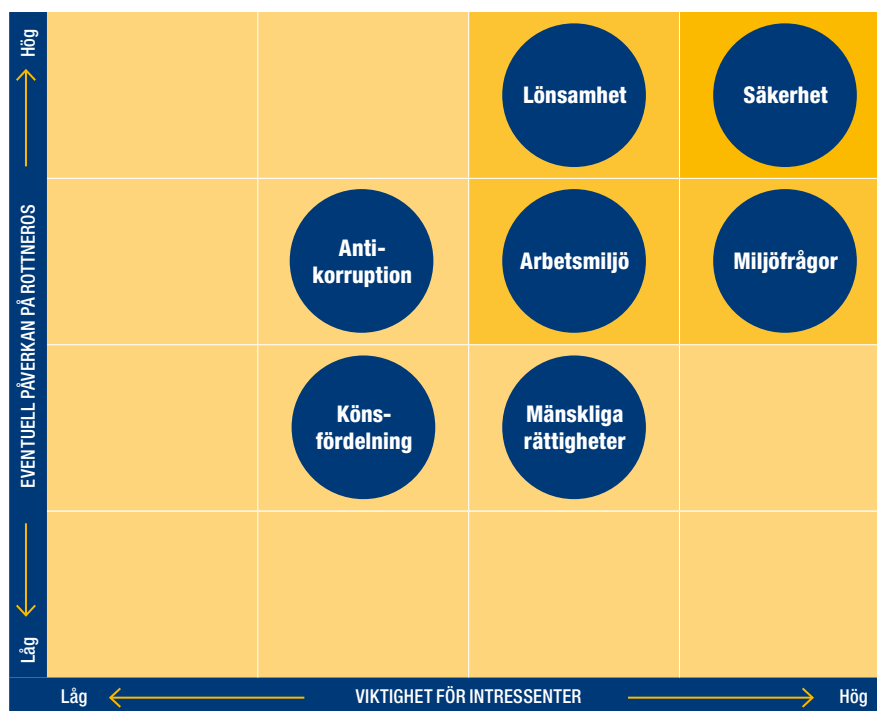 Hög
EVENTUELL PÅVERKAN PÅ ROTTNEROS
Låg
Lönsamhet
Säkerhet
Anti-
korruption
Arbetsmiljö
Miljöfrågor
Köns-
fördelning
Mänskliga
rättigheter
Låg
VIKTIGHET FÖR INTRESSENTER
Hög